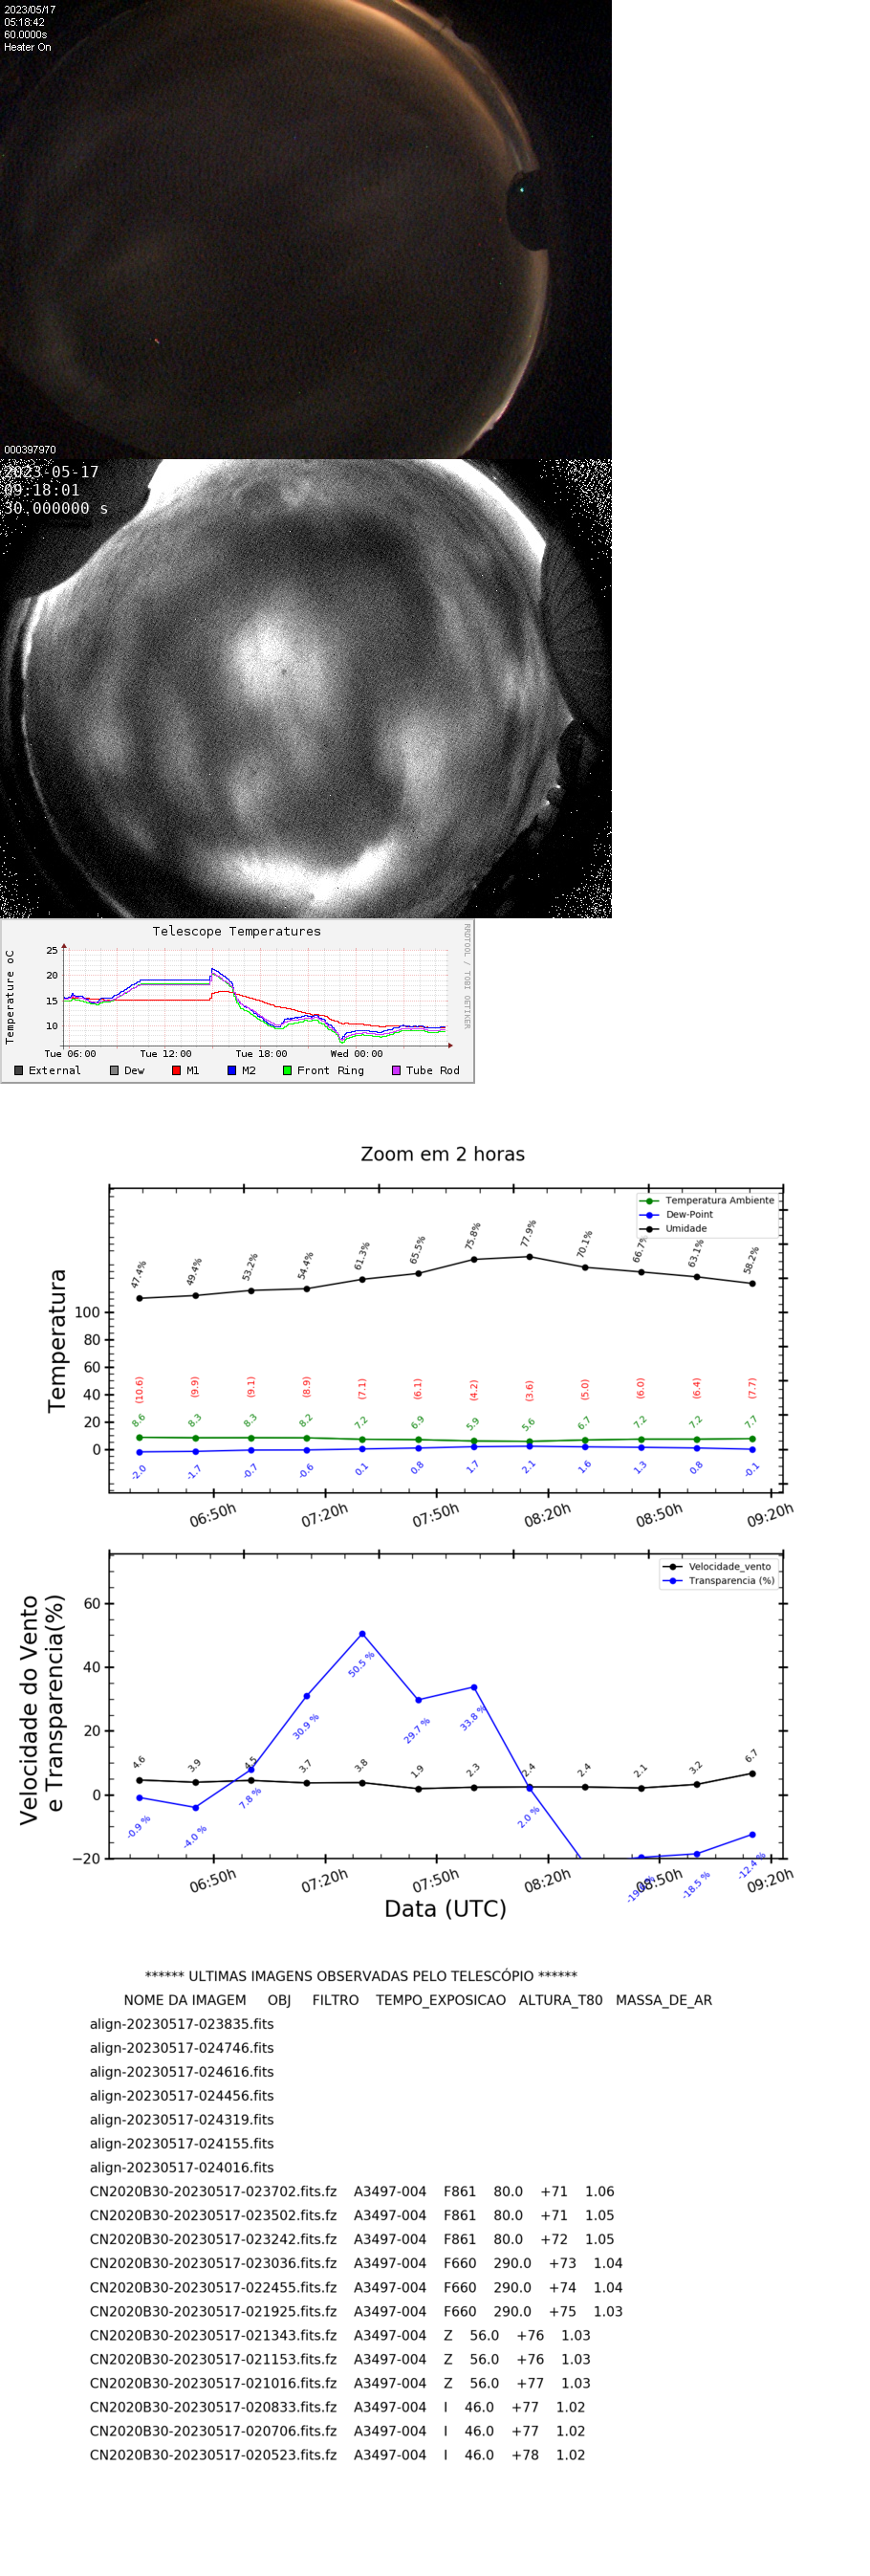 2023/05/17
05:18:42
60.0000s
Heater On
000397970
2023-05-17
09:18:01
30.000000 s
Telescope Temperatures
RRDTOOL / TOBI OETIKER
Temperature oC
25
20
15
10
Tue 06:00 Tue 12:00 Tue 18:00 Wed 00:00
External Dew M1 M2 Front Ring Tube Rod
Zoom em 2 horas
Temperatura Ambiente
Dew-Point
Umidade
47.4% 49.4% 53.2% 54.4% 61.3% 65.5% 75.8% 77.9% 70.1% 66.7% 63.1% 58.2%
Temperatura
100
80
60
40
20
0
(10.6) (9.9) (9.1) (8.9) (7.1) (6.1) (4.2) (3.6) (5.0) (6.0) (6.4) (7.7)
8.6 8.3 8.3 8.2 7.2 6.9 5.9 5.6 6.7 7.2 7.2 7.7
-2.0 -1.7 -0.7 -0.6 0.1 0.8 1.7 2.1 1.6 1.3 0.8 -0.1
06:50h 07:20h 07:50h 08:20h 08:50h 09:20h
Velocidade_vento
Transparencia (%)
Velocidade do Vento
e Transparencia(%)
60
40
20
0
−20
4.6 3.9 4.5 3.7 3.8 1.9 2.3 2.4 2.4 2.1 3.2 6.7
-0.9 % -4.0 % 7.8 % 30.9 % 50.5 % 29.7 % 33.8 % 2.0 % -18.5 % -12.4 %
06:50h 07:20h 07:50h 08:20h 08:50h 09:20h
Data (UTC)
****** ULTIMAS IMAGENS OBSERVADAS PELO TELESCÓPIO ******
NOME DA IMAGEM OBJ FILTRO TEMPO_EXPOSICAO ALTURA_T80 MASSA_DE_AR
align-20230517-023835.fits
align-20230517-024746.fits
align-20230517-024616.fits
align-20230517-024456.fits
align-20230517-024319.fits
align-20230517-024155.fits
align-20230517-024016.fits
CN2020B30-20230517-023702.fits.fz A3497-004 F861 80.0 +71 1.06
CN2020B30-20230517-023502.fits.fz A3497-004 F861 80.0 +71 1.05
CN2020B30-20230517-023242.fits.fz A3497-004 F861 80.0 +72 1.05
CN2020B30-20230517-023036.fits.fz A3497-004 F660 290.0 +73 1.04
CN2020B30-20230517-022455.fits.fz A3497-004 F660 290.0 +74 1.04
CN2020B30-20230517-021925.fits.fz A3497-004 F660 290.0 +75 1.03
CN2020B30-20230517-021343.fits.fz A3497-004 Z 56.0 +76 1.03
CN2020B30-20230517-021153.fits.fz A3497-004 Z 56.0 +76 1.03
CN2020B30-20230517-021016.fits.fz A3497-004 Z 56.0 +77 1.03
CN2020B30-20230517-020833.fits.fz A3497-004 I 46.0 +77 1.02
CN2020B30-20230517-020706.fits.fz A3497-004 I 46.0 +77 1.02
CN2020B30-20230517-020523.fits.fz A3497-004 I 46.0 +78 1.02